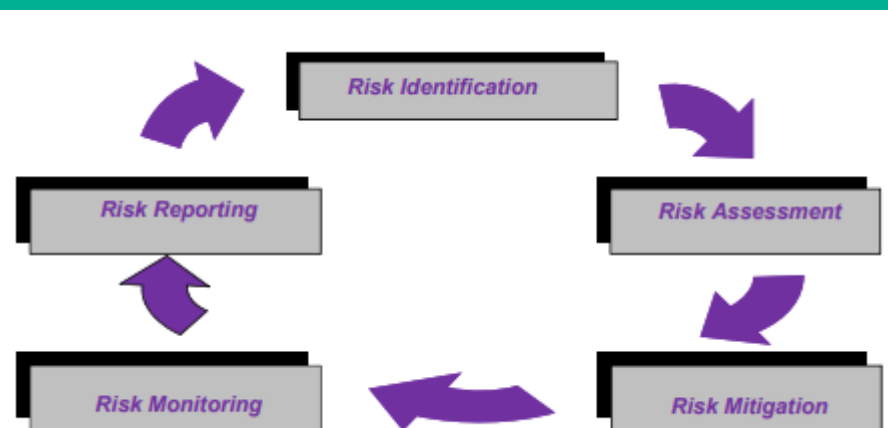 Risk Identification
Risk Reporting
Risk Assessment
Risk Monitoring
Risk Mitigation